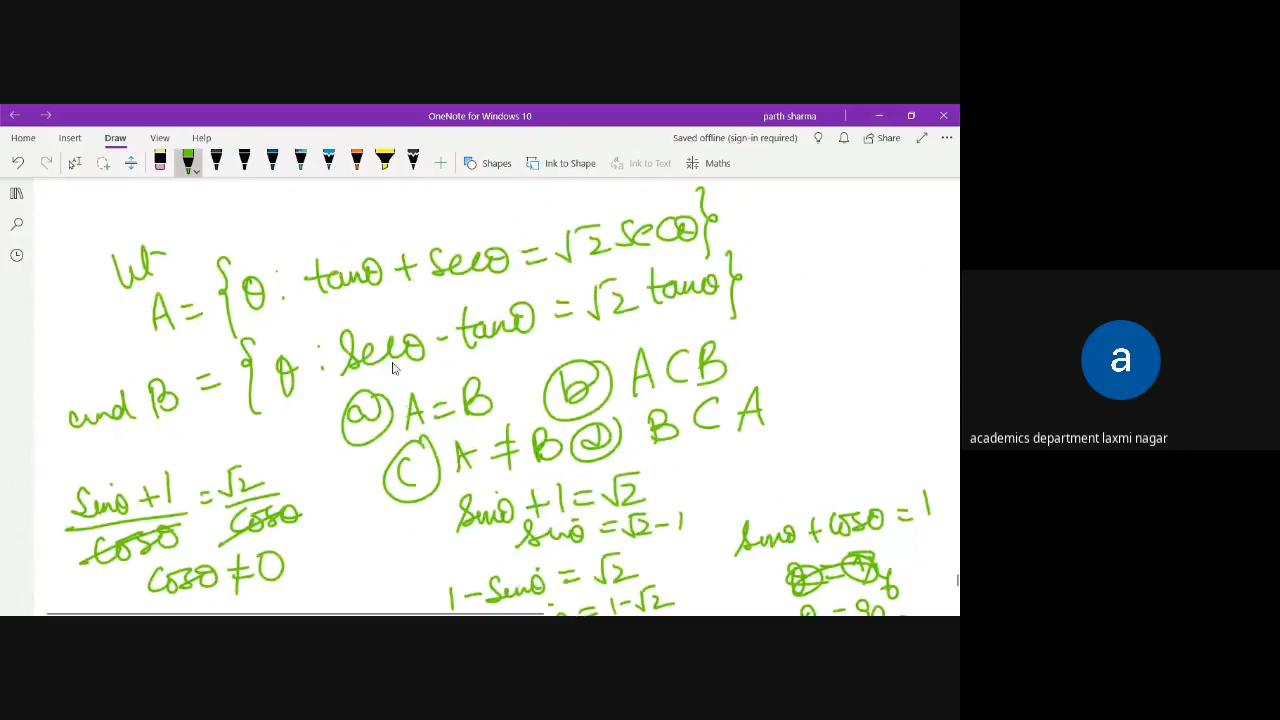 OneNote for Windows 10
parth sharma
Home Insert Draw View Help
Saved offline (sign-in required) Share
Shapes Ink to Shape Ink to Text Maths
let
A = { θ : tanθ + secθ = √2 secθ }
and B = { θ : secθ - tanθ = √2 tanθ }
(a) A = B (b) A ⊂ B
(c) A ≠ B (d) B ⊂ A
sinθ + 1 / cosθ = √2 / cosθ
cosθ ≠ 0
sinθ + 1 = √2
sinθ = √2 - 1
1 - sinθ = √2
= 1 - √2
sinθ + cosθ = 1
a
academics department laxmi nagar